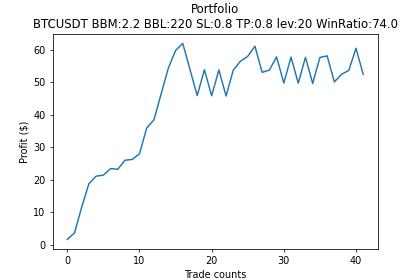 Portfolio
BTCUSDT BBM:2.2 BBL:220 SL:0.8 TP:0.8 lev:20 WinRatio:74.0
60
50
40
30
20
10
0
Profit ($)
0 10 20 30 40
Trade counts